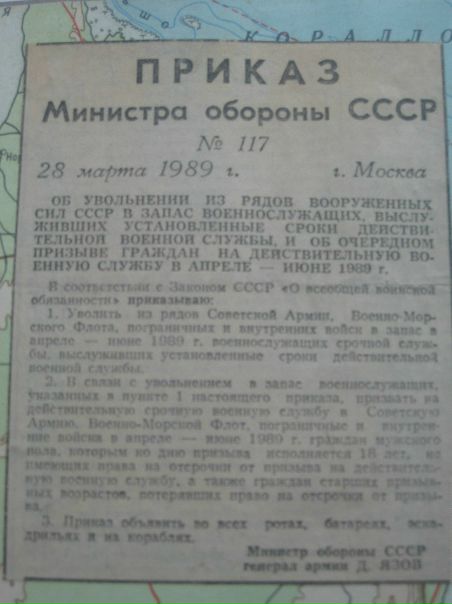 КОРАЛЛО
ПРИКАЗ
Министра обороны СССР
№ 117
28 марта 1989 г. г. Москва
ОБ УВОЛЬНЕНИИ ИЗ РЯДОВ ВООРУЖЕННЫХ
СИЛ СССР В ЗАПАС ВОЕННОСЛУЖАЩИХ, ВЫСЛУ-
ЖИВШИХ УСТАНОВЛЕННЫЕ СРОКИ ДЕЙСТВИ-
ТЕЛЬНОЙ ВОЕННОЙ СЛУЖБЫ, И ОБ ОЧЕРЕДНОМ
ПРИЗЫВЕ ГРАЖДАН НА ДЕЙСТВИТЕЛЬНУЮ ВО-
ЕННУЮ СЛУЖБУ В АПРЕЛЕ — ИЮНЕ 1989 г.
В соответствии с Законом СССР «О всеобщей воинской
обязанности» приказываю:
1. Уволить из рядов Советской Армии, Военно-Мор-
ского Флота, пограничных и внутренних войск в запас в
апреле — июне 1989 г. военнослужащих срочной служ-
бы, выслуживших установленные сроки действительной
военной службы.
2. В связи с увольнением в запас военнослужащих,
указанных в пункте 1 настоящего приказа, призвать на
действительную срочную военную службу в Советскую
Армию, Военно-Морской Флот, пограничные и внутрен-
ние войска в апреле — июне 1989 г. граждан мужского
пола, которым ко дню призыва исполняется 18 лет, не
имеющих права на отсрочки от призыва на действитель-
ную военную службу, а также граждан старших призыв-
ных возрастов, потерявших право на отсрочки от призы-
ва.
3. Приказ объявить во всех ротах, батареях, эска-
дрильях и на кораблях.
Министр обороны СССР
генерал армии Д. ЯЗОВ